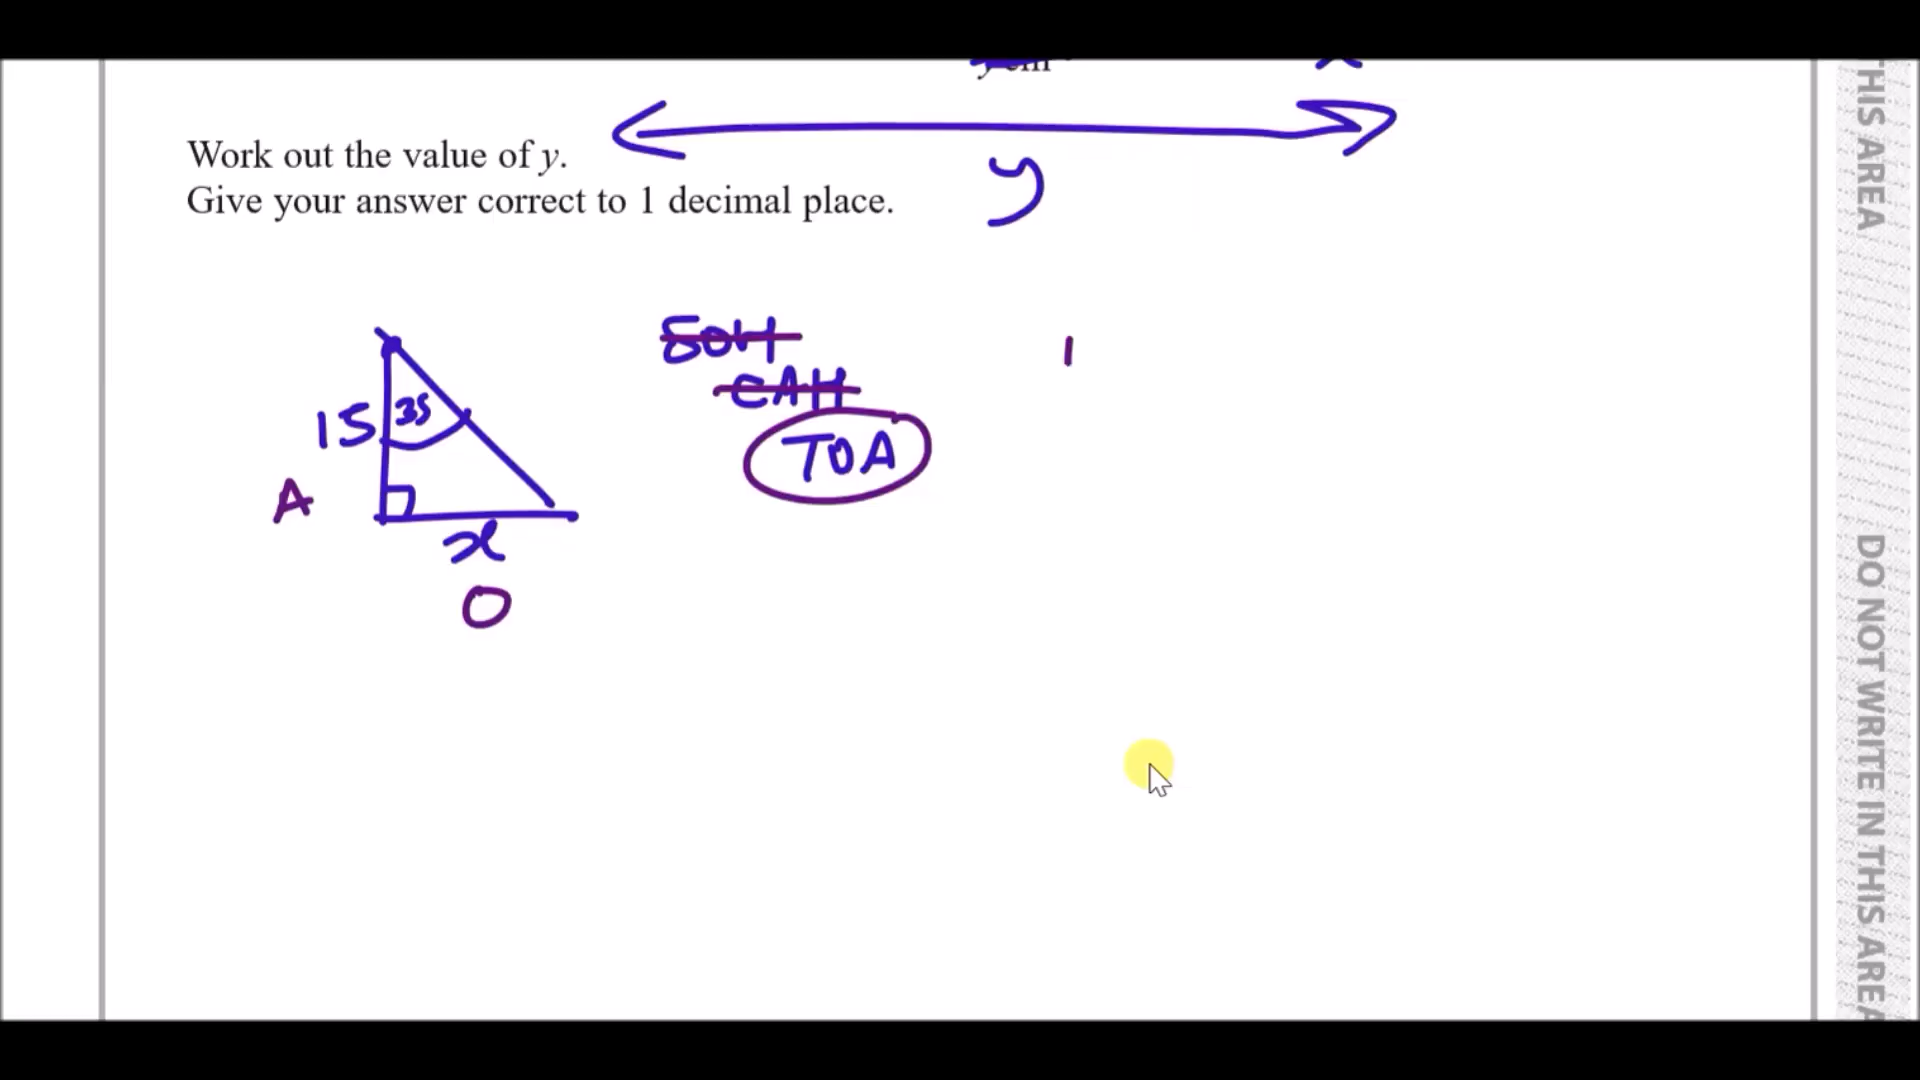 y cm
x
Work out the value of y.
y
Give your answer correct to 1 decimal place.
SOH
CAH
TOA
15
35
A
x
O
THIS AREA
DO NOT WRITE IN THIS AREA